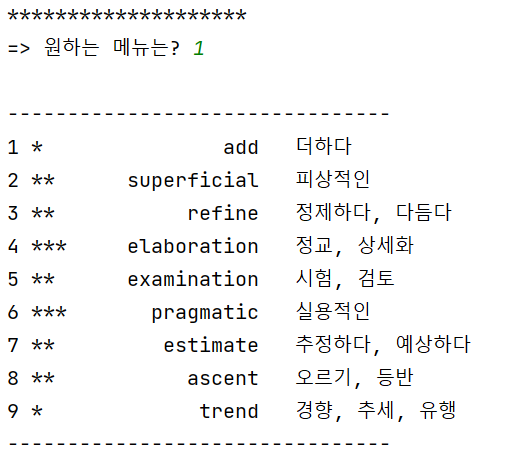 ********************
=> 원하는 메뉴는? 1
--------------------------------
1 * add 더하다
2 ** superficial 피상적인
3 ** refine 정제하다, 다듬다
4 *** elaboration 정교, 상세화
5 ** examination 시험, 검토
6 *** pragmatic 실용적인
7 ** estimate 추정하다, 예상하다
8 ** ascent 오르기, 등반
9 * trend 경향, 추세, 유행
--------------------------------